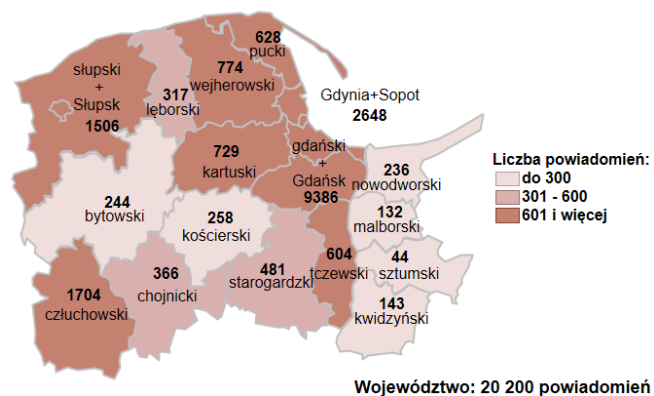 628
pucki
774
wejherowski
słupski
+
Słupsk
1506
317
lęborski
Gdynia+Sopot
2648
gdański
+
Gdańsk
9386
729
kartuski
236
nowodworski
Liczba powiadomień:
do 300
301 - 600
601 i więcej
244
bytowski
258
kościerski
132
malborski
604
tczewski
44
sztumski
366
chojnicki
481
starogardzki
1704
człuchowski
143
kwidzyński
Województwo: 20 200 powiadomień